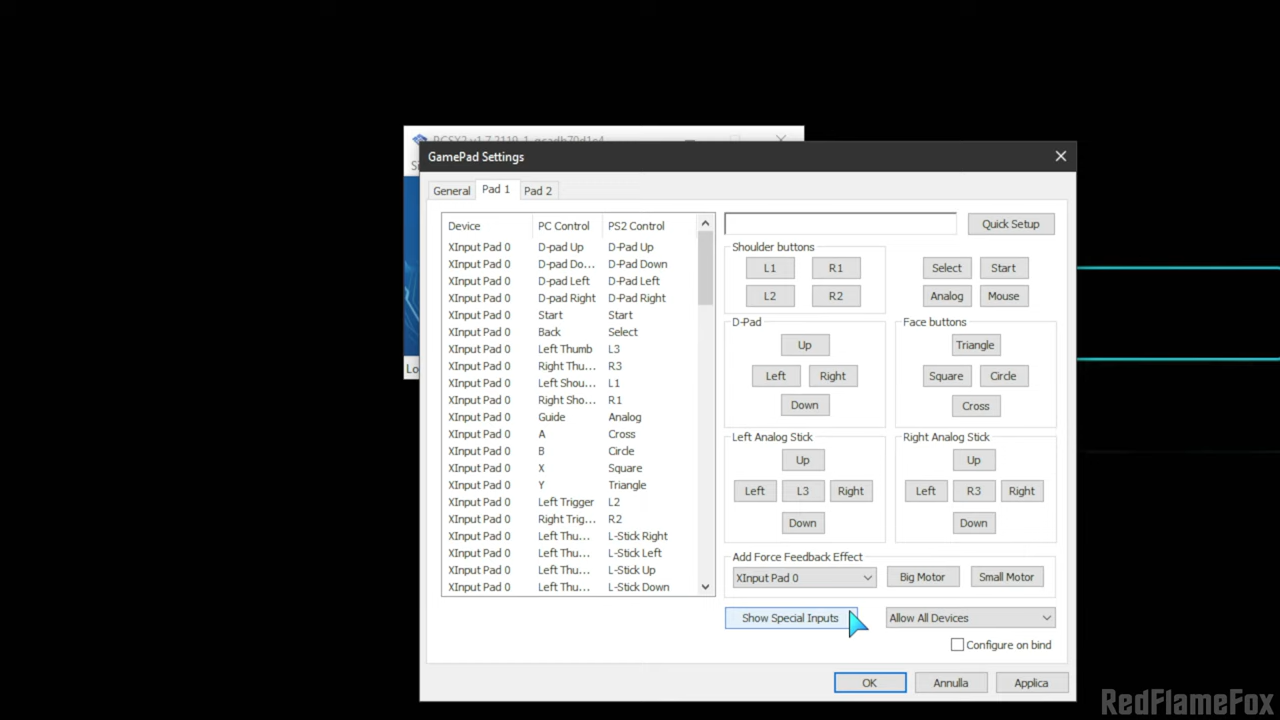 PCSX2 v1.7.3119-1-gcadb70d1e4
GamePad Settings
General Pad 1 Pad 2
Device PC Control PS2 Control
XInput Pad 0 D-pad Up D-Pad Up
XInput Pad 0 D-pad Do... D-Pad Down
XInput Pad 0 D-pad Left D-Pad Left
XInput Pad 0 D-pad Right D-Pad Right
XInput Pad 0 Start Start
XInput Pad 0 Back Select
XInput Pad 0 Left Thumb L3
XInput Pad 0 Right Thu... R3
XInput Pad 0 Left Shou... L1
XInput Pad 0 Right Sho... R1
XInput Pad 0 Guide Analog
XInput Pad 0 A Cross
XInput Pad 0 B Circle
XInput Pad 0 X Square
XInput Pad 0 Y Triangle
XInput Pad 0 Left Trigger L2
XInput Pad 0 Right Trig... R2
XInput Pad 0 Left Thu... L-Stick Right
XInput Pad 0 Left Thu... L-Stick Left
XInput Pad 0 Left Thu... L-Stick Up
XInput Pad 0 Left Thu... L-Stick Down
Quick Setup
Shoulder buttons
L1 R1
L2 R2
Select Start
Analog Mouse
D-Pad
Up
Left Right
Down
Face buttons
Triangle
Square Circle
Cross
Left Analog Stick
Up
Left L3 Right
Down
Right Analog Stick
Up
Left R3 Right
Down
Add Force Feedback Effect
XInput Pad 0 Big Motor Small Motor
Show Special Inputs Allow All Devices
Configure on bind
OK Annulla Applica
RedFlameFox